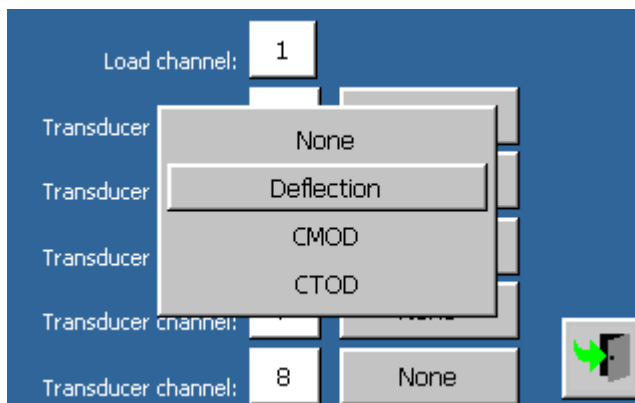 Load channel: 1
Transducer
None
Transducer
Deflection
CMOD
Transducer
CTOD
Transducer channel:
Transducer channel: 8 None